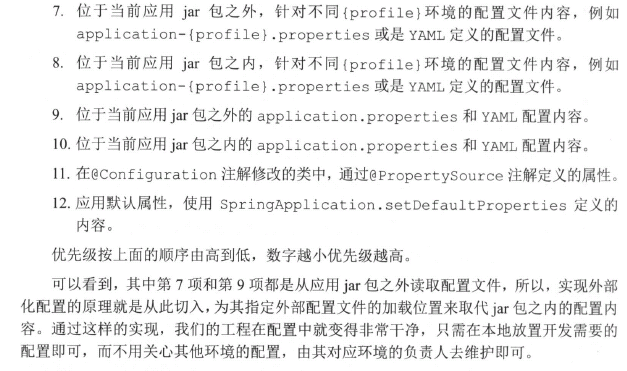 7. 位于当前应用 jar 包之外，针对不同{profile}环境的配置文件内容，例如
application-{profile}.properties 或是 YAML 定义的配置文件。
8. 位于当前应用 jar 包之内，针对不同{profile}环境的配置文件内容，例如
application-{profile}.properties 或是 YAML 定义的配置文件。
9. 位于当前应用 jar 包之外的 application.properties 和 YAML 配置内容。
10. 位于当前应用 jar 包之内的 application.properties 和 YAML 配置内容。
11. 在@Configuration 注解修改的类中，通过@PropertySource 注解定义的属性。
12. 应用默认属性，使用 SpringApplication.setDefaultProperties 定义的
内容。
优先级按上面的顺序由高到低，数字越小优先级越高。
可以看到，其中第 7 项和第 9 项都是从应用 jar 包之外读取配置文件，所以，实现外部
化配置的原理就是从此切入，为其指定外部配置文件的加载位置来取代 jar 包之内的配置内
容。通过这样的实现，我们的工程在配置中就变得非常干净，只需在本地放置开发需要的
配置即可，而不用关心其他环境的配置，由其对应环境的负责人去维护即可。